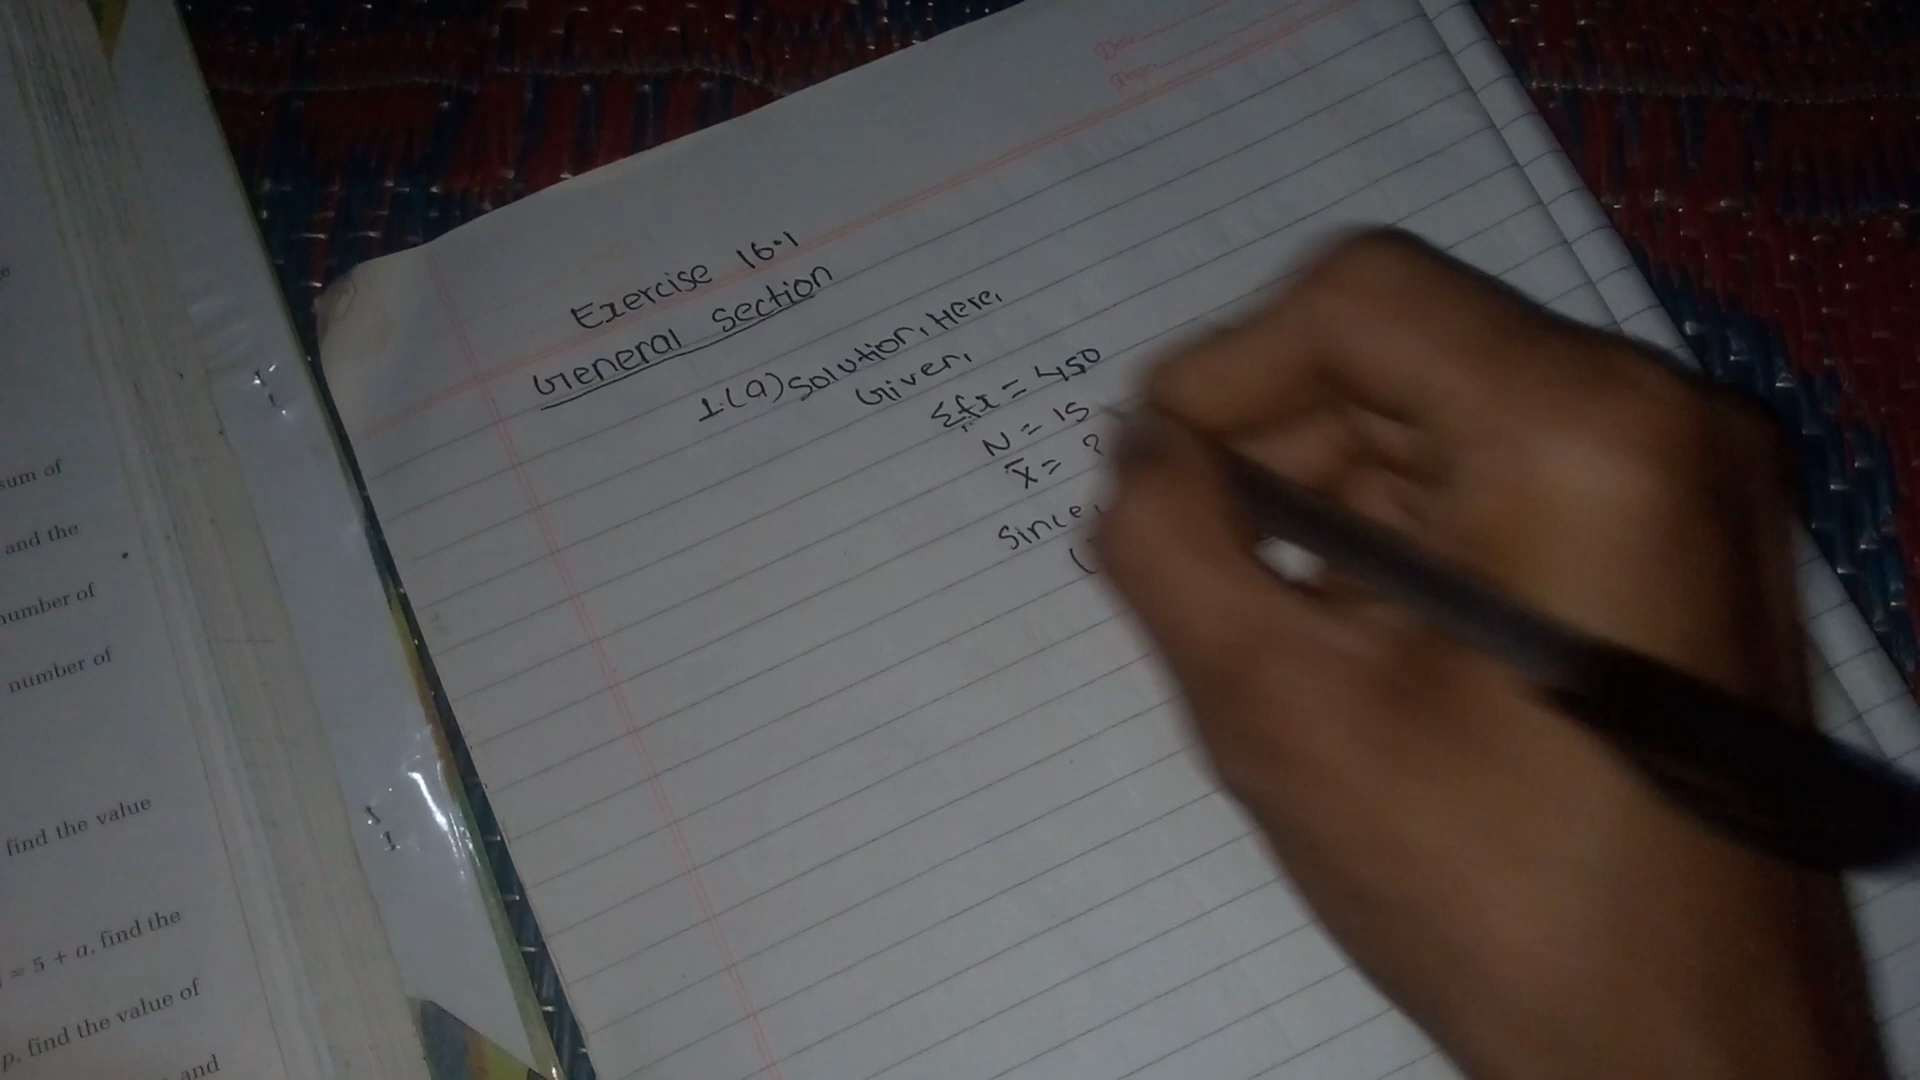 Exercise 16.1
General Section
1.(a) Solution, Here,
Given,
Σfx = 450
N = 15
X̄ = ?
Since,
(
sum of
and the
number of
number of
find the value
= 5 + a, find the
p, find the value of
and